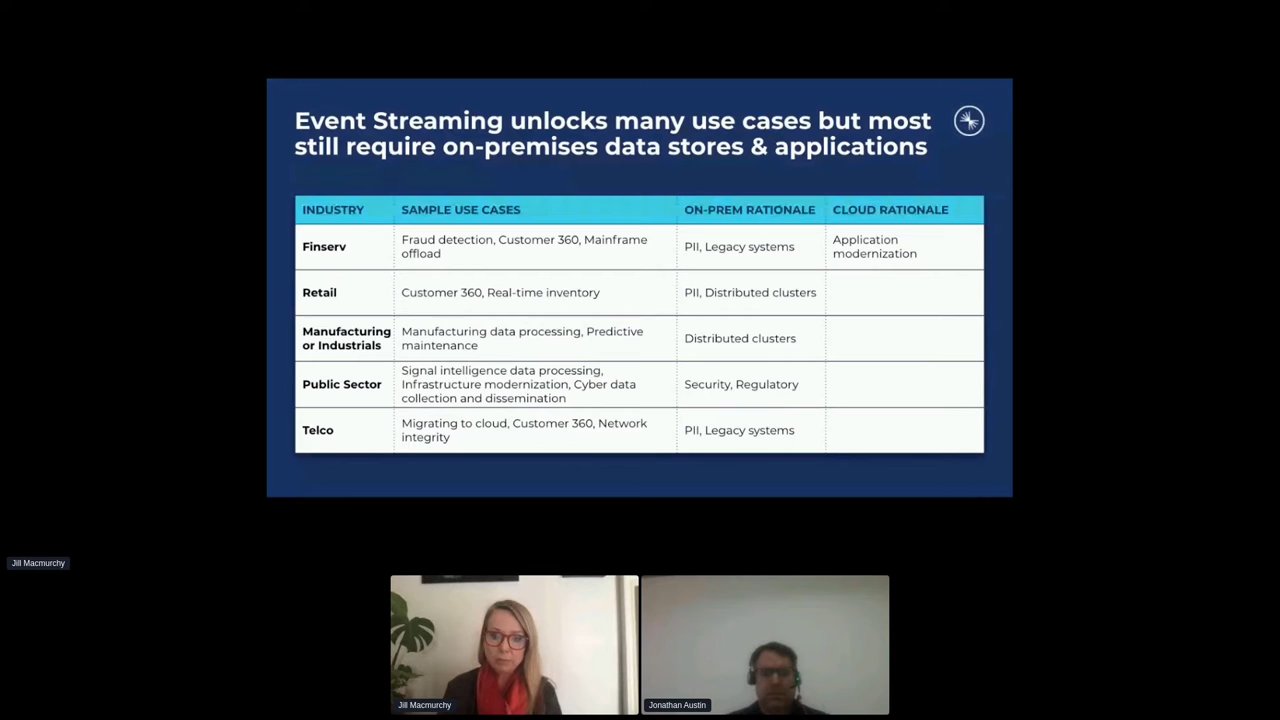 Event Streaming unlocks many use cases but most
still require on-premises data stores & applications
INDUSTRY SAMPLE USE CASES ON-PREM RATIONALE CLOUD RATIONALE
Finserv
Fraud detection, Customer 360, Mainframe
offload
PII, Legacy systems
Application
modernization
Retail
Customer 360, Real-time inventory
PII, Distributed clusters
Manufacturing
or Industrials
Manufacturing data processing, Predictive
maintenance
Distributed clusters
Public Sector
Signal intelligence data processing,
Infrastructure modernization, Cyber data
collection and dissemination
Security, Regulatory
Telco
Migrating to cloud, Customer 360, Network
integrity
PII, Legacy systems
Jill Macmurchy
Jill Macmurchy
Jonathan Austin